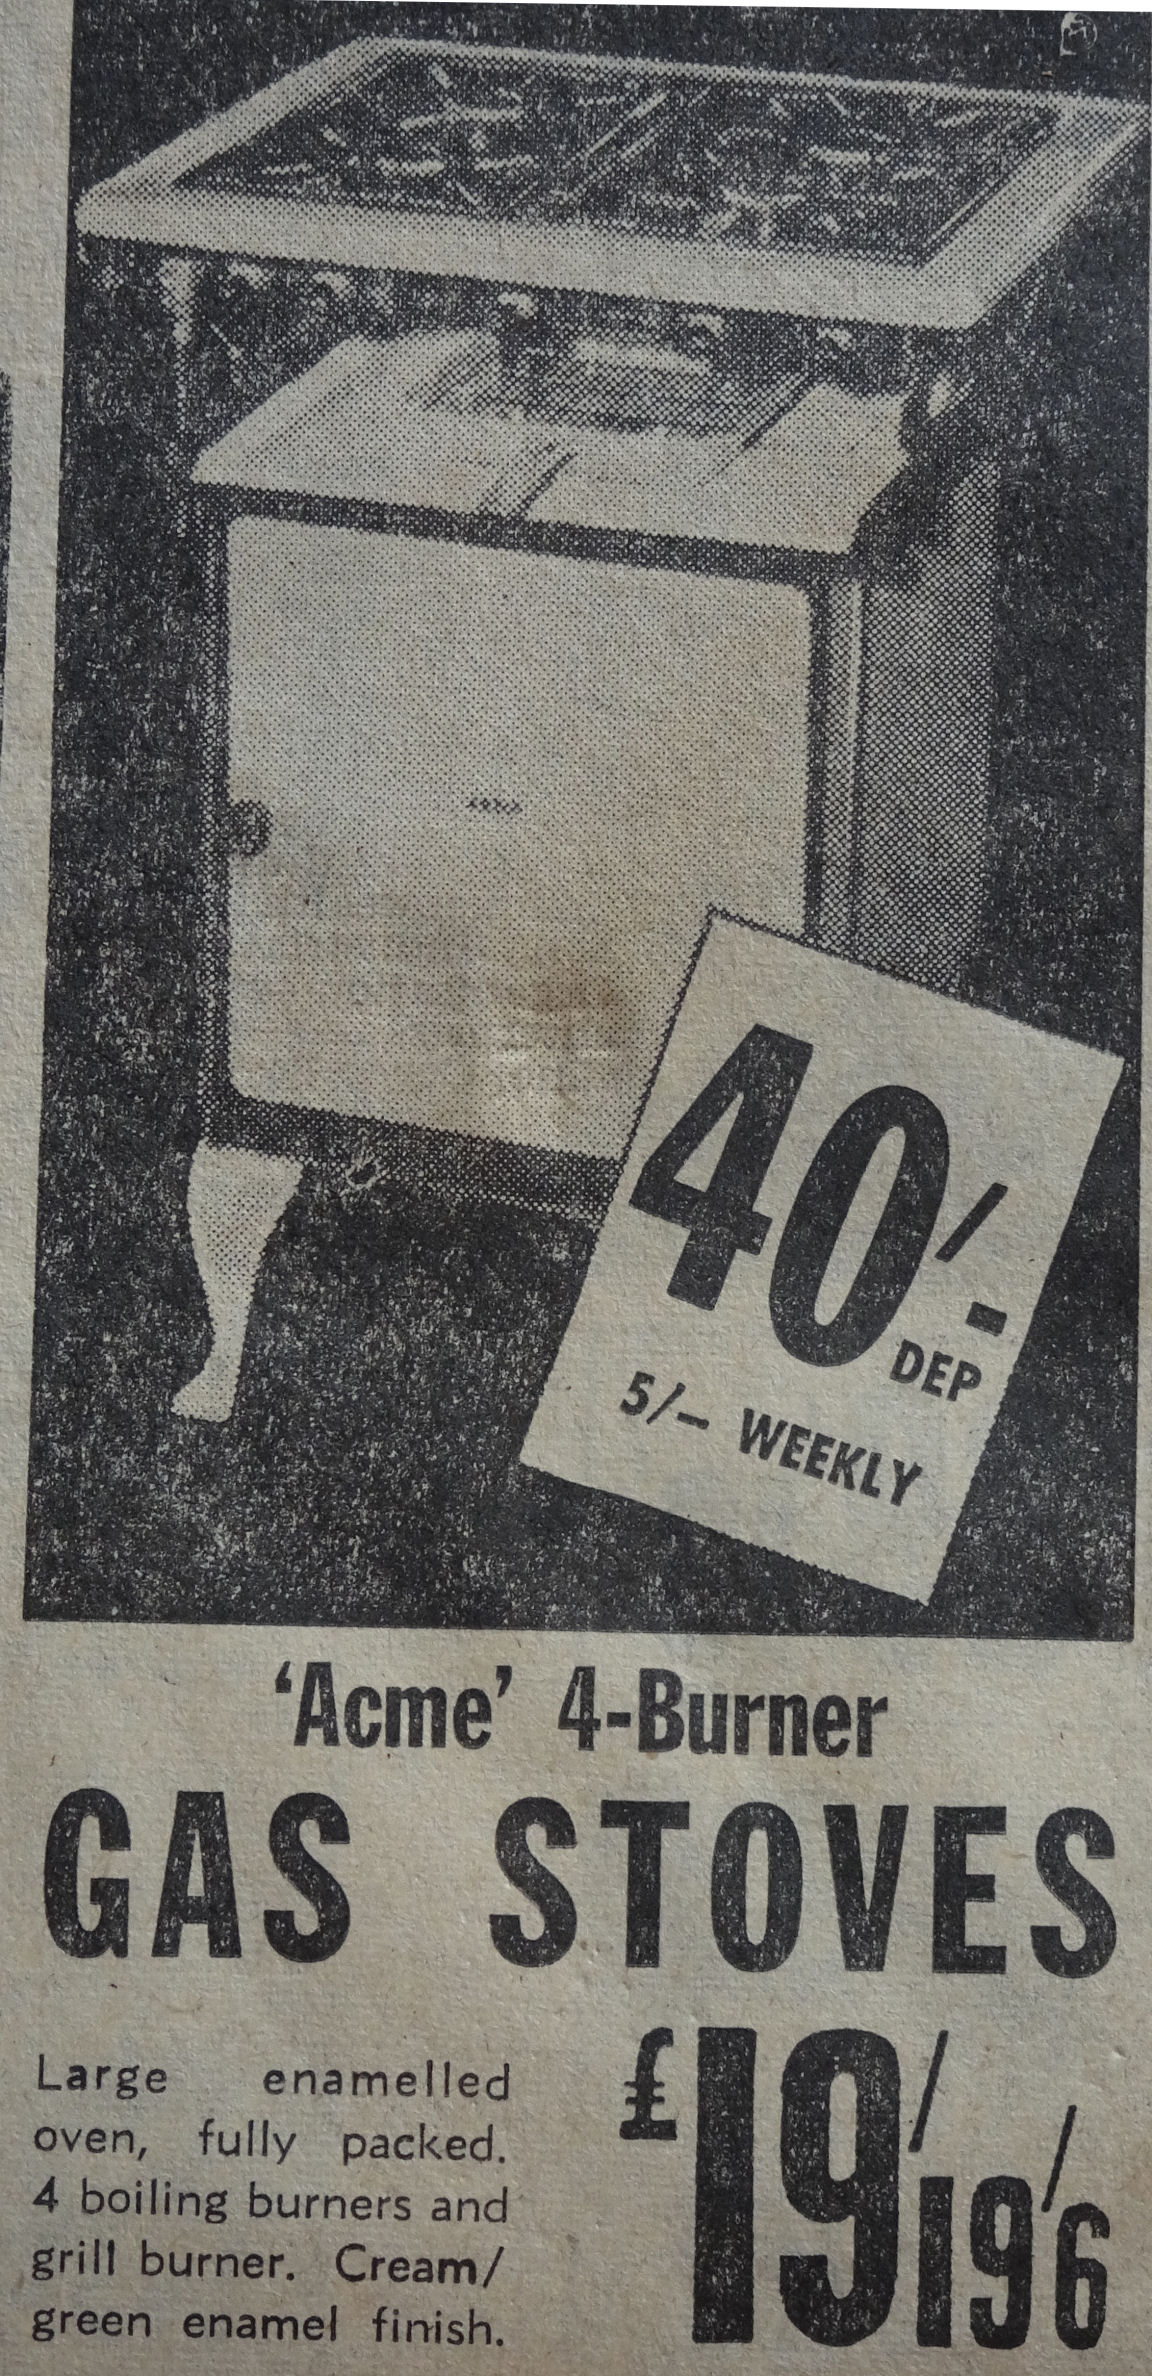 40/-
DEP
5/- WEEKLY
'Acme' 4-Burner
GAS STOVES
Large enamelled
oven, fully packed.
4 boiling burners and
grill burner. Cream/
green enamel finish.
£19/19/6